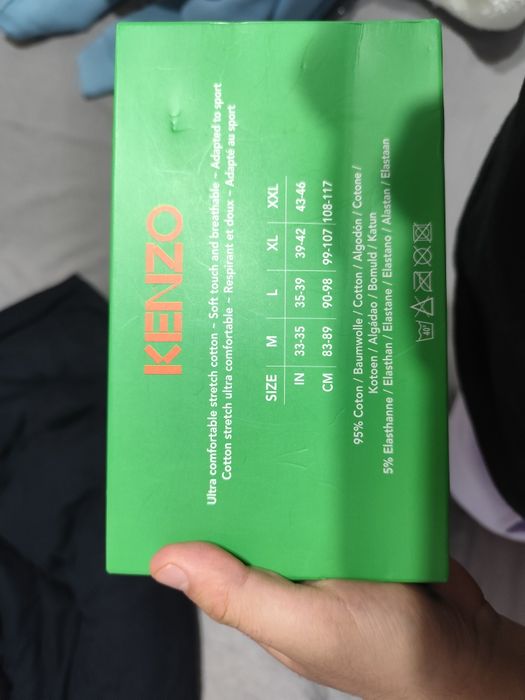 KENZO
Ultra comfortable stretch cotton ~ Soft touch and breathable ~ Adapted to sport
Cotton stretch ultra comfortable ~ Respirant et doux ~ Adapté au sport
SIZE M L XL XXL
IN 33-35 35-39 39-42 43-46
CM 83-89 90-98 99-107 108-117
95% Coton / Baumwolle / Cotton / Algodón / Cotone /
Kotoen / Algádao / Bomuld / Katun
5% Elasthanne / Elasthan / Elastane / Elastano / Alastan / Elastaan
40°